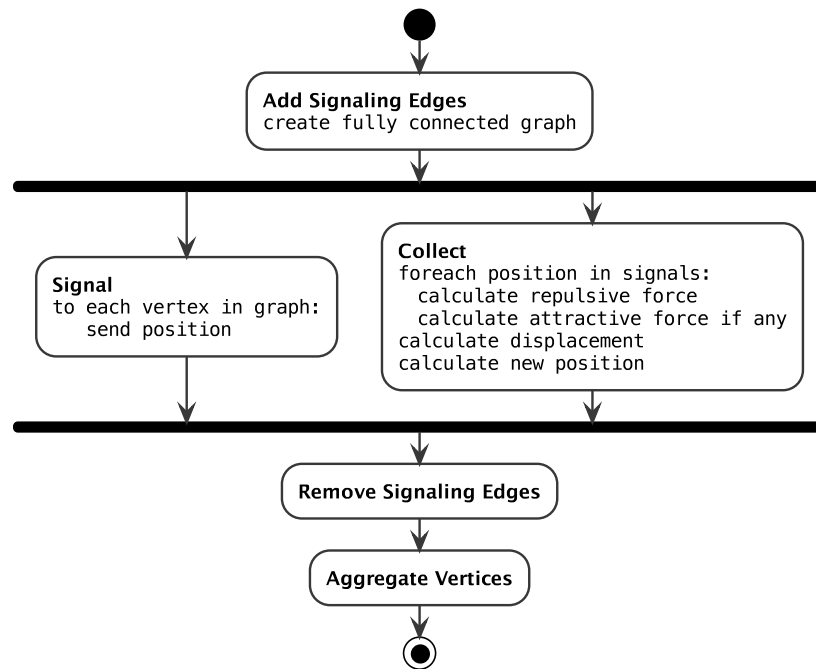 Add Signaling Edges
create fully connected graph
Signal
to each vertex in graph:
   send position
Collect
foreach position in signals:
  calculate repulsive force
  calculate attractive force if any
calculate displacement
calculate new position
Remove Signaling Edges
Aggregate Vertices